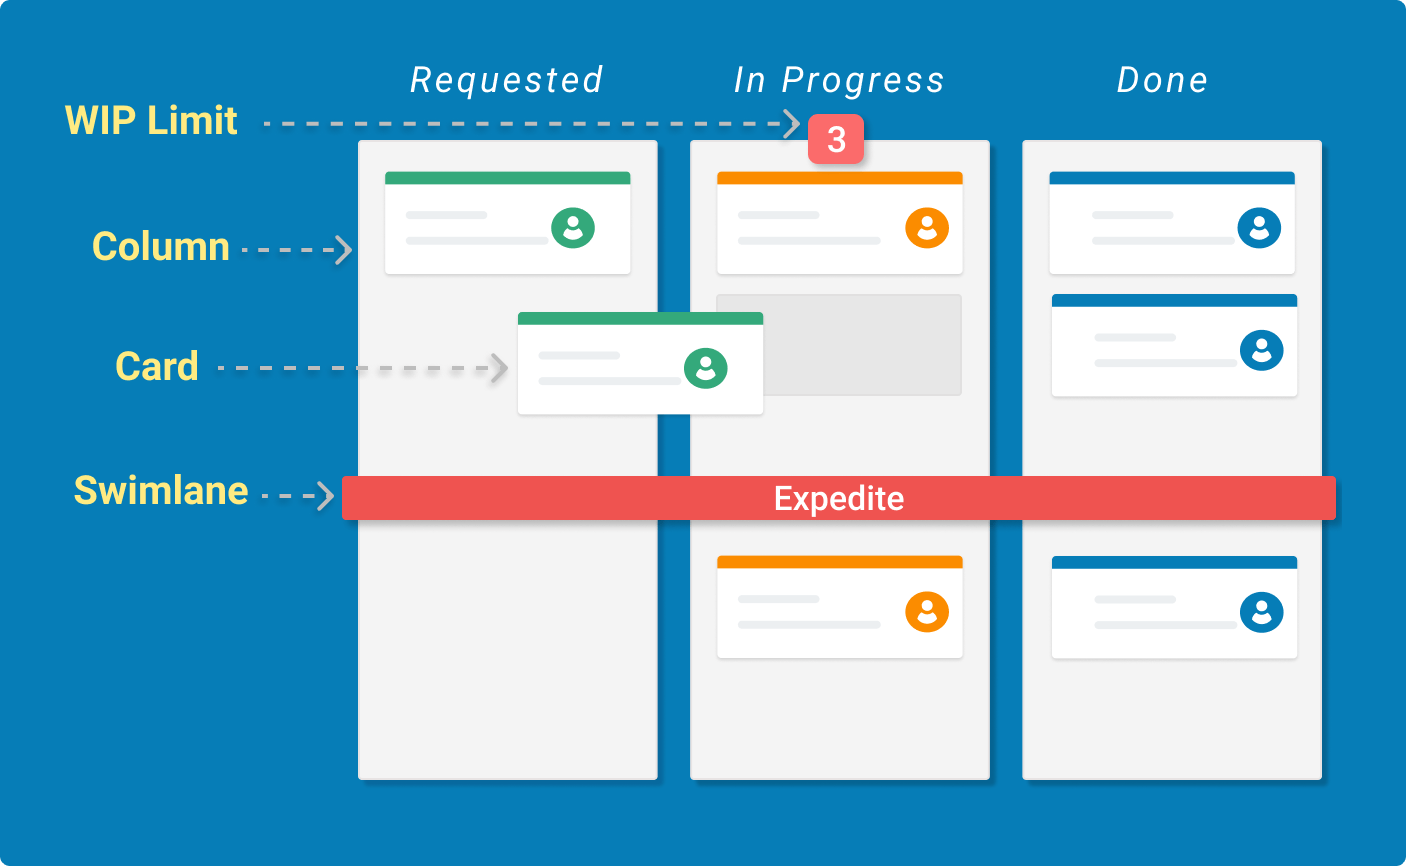 Requested
In Progress
Done
WIP Limit
3
Column
Card
Swimlane
Expedite